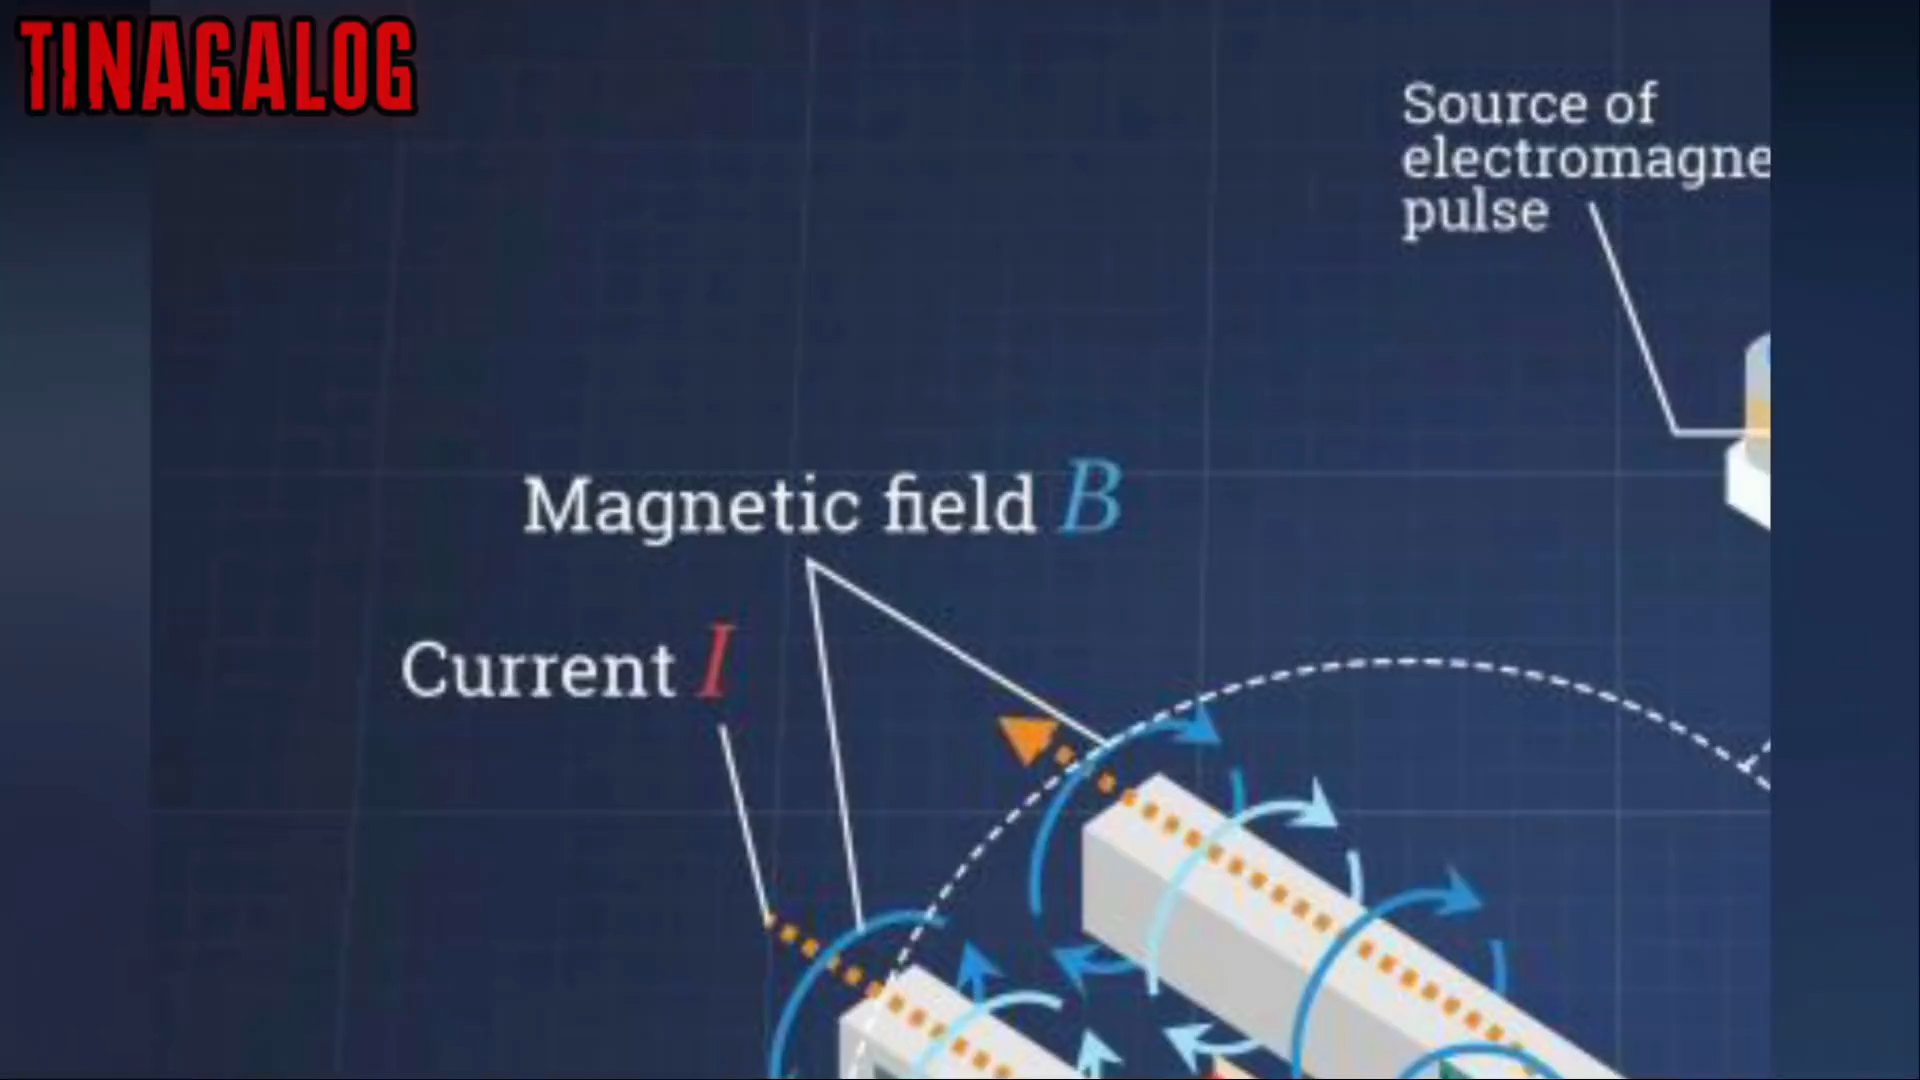 TINAGALOG
Source of
electromagne
pulse
Magnetic field B
Current I